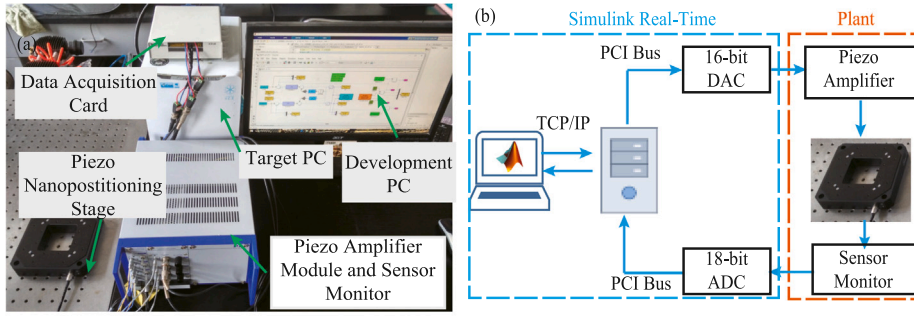 (a)
Data Acquisition
Card
Target PC
Development
PC
Piezo
Nanopostitioning
Stage
Piezo Amplifier
Module and Sensor
Monitor
(b)
Simulink Real-Time
Plant
PCI Bus
16-bit
DAC
Piezo
Amplifier
TCP/IP
PCI Bus
18-bit
ADC
Sensor
Monitor